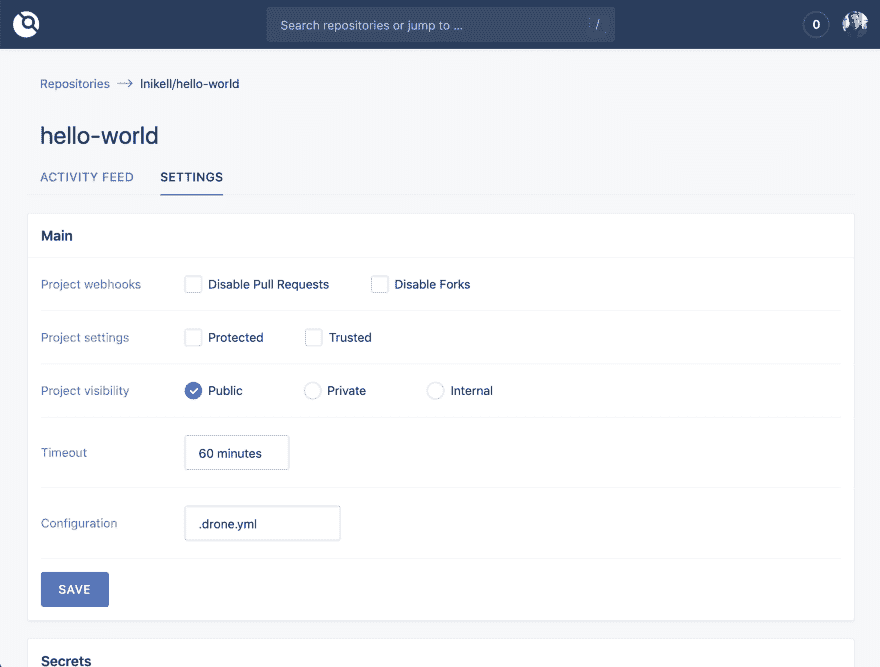 Search repositories or jump to ... /
0
Repositories → lnikell/hello-world
hello-world
ACTIVITY FEED SETTINGS
Main
Project webhooks Disable Pull Requests Disable Forks
Project settings Protected Trusted
Project visibility Public Private Internal
Timeout 60 minutes
Configuration .drone.yml
SAVE
Secrets